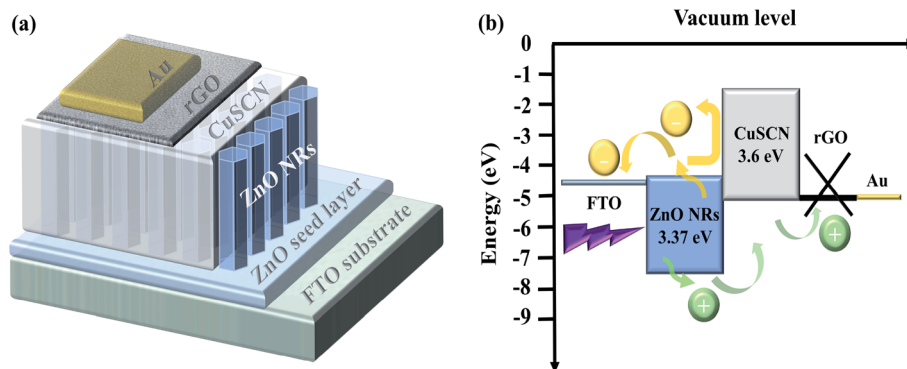 (a)
Au
rGO
CuSCN
ZnO NRs
ZnO seed layer
FTO substrate
(b)
Vacuum level
Energy (eV)
0
-1
-2
-3
-4
-5
-6
-7
-8
-9
CuSCN
3.6 eV
rGO
Au
FTO
ZnO NRs
3.37 eV
−
−
+
+